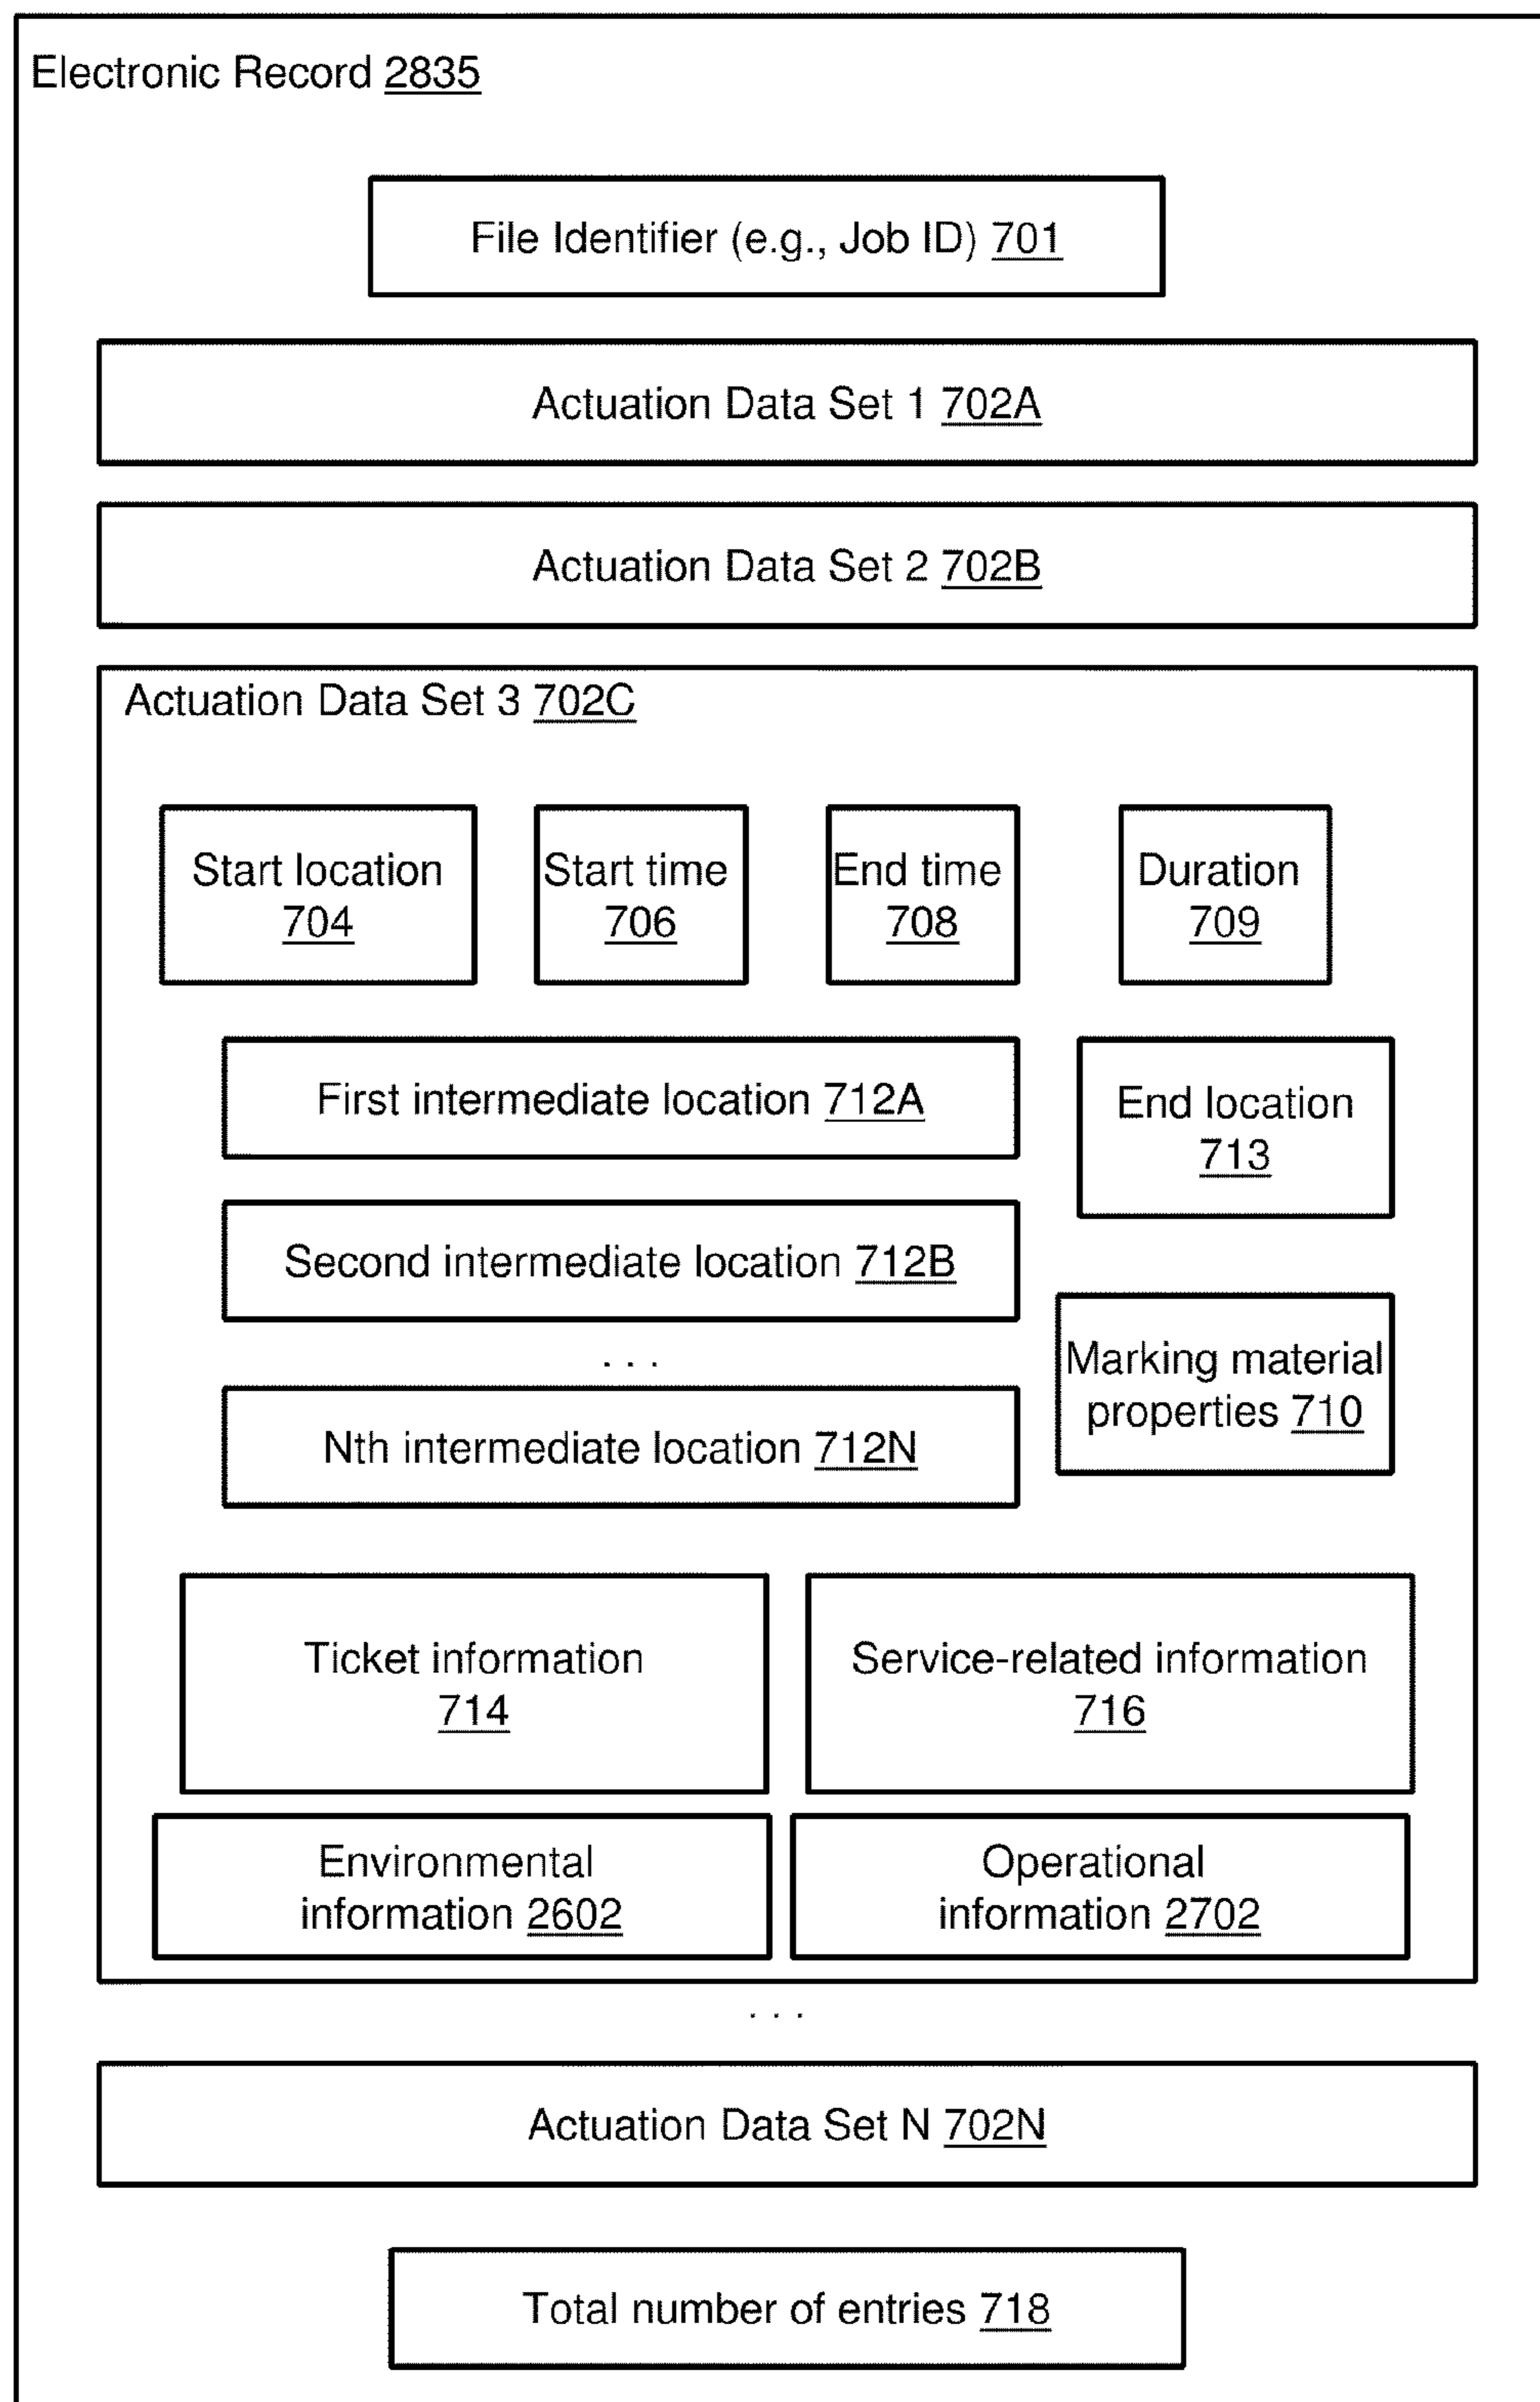 Electronic Record 2835
File Identifier (e.g., Job ID) 701
Actuation Data Set 1 702A
Actuation Data Set 2 702B
Actuation Data Set 3 702C
Start location
704
Start time
706
End time
708
Duration
709
First intermediate location 712A
End location
713
Second intermediate location 712B
. . .
Marking material
properties 710
Nth intermediate location 712N
Ticket information
714
Service-related information
716
Environmental
information 2602
Operational
information 2702
. . .
Actuation Data Set N 702N
Total number of entries 718